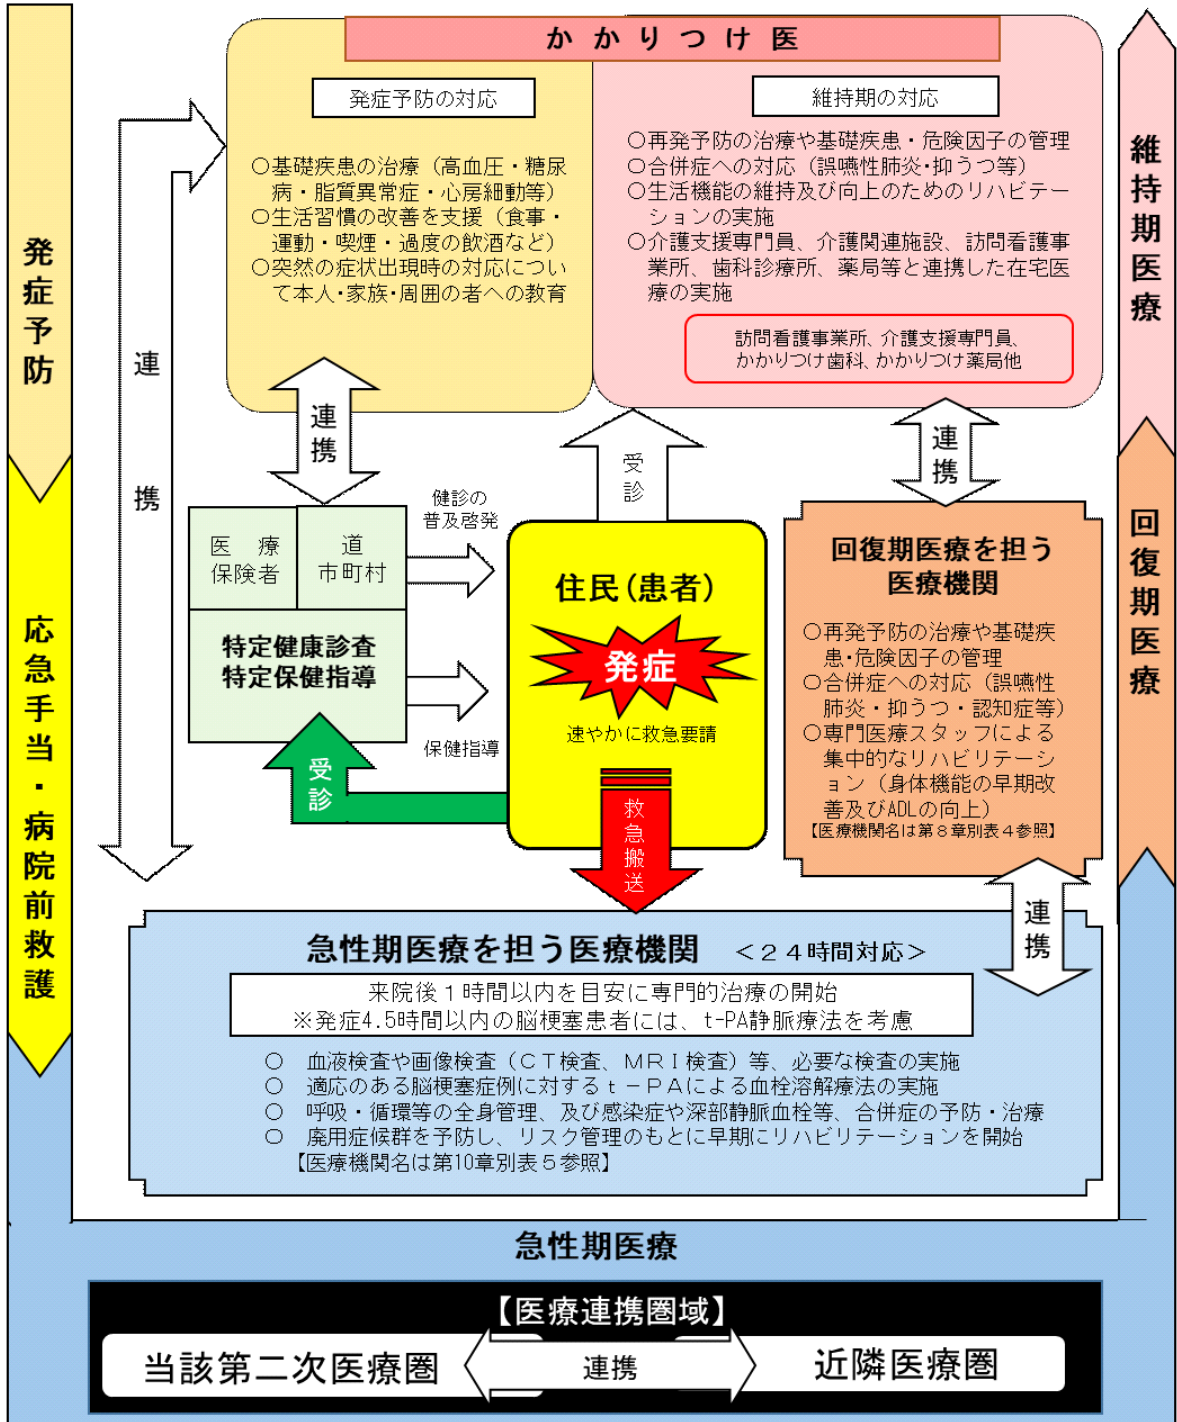 かかりつけ医
発症予防の対応
○基礎疾患の治療（高血圧・糖尿
病・脂質異常症・心房細動等）
○生活習慣の改善を支援（食事・
運動・喫煙・過度の飲酒など）
○突然の症状出現時の対応につい
て本人・家族・周囲の者への教育
維持期の対応
○再発予防の治療や基礎疾患・危険因子の管理
○合併症への対応（誤嚥性肺炎・抑うつ等）
○生活機能の維持及び向上のためのリハビテー
ションの実施
○介護支援専門員、介護関連施設、訪問看護事
業所、歯科診療所、薬局等と連携した在宅医
療の実施
訪問看護事業所、介護支援専門員、
かかりつけ歯科、かかりつけ薬局他
発症予防
応急手当・病院前救護
維持期医療
回復期医療
連携
連携
受診
連携
医療
保険者
道
市町村
特定健康診査
特定保健指導
健診の
普及啓発
保健指導
受診
住民（患者）
発症
速やかに救急要請
救急搬送
回復期医療を担う
医療機関
○再発予防の治療や基礎疾
患・危険因子の管理
○合併症への対応（誤嚥性
肺炎・抑うつ・認知症等）
○専門医療スタッフによる
集中的なリハビリテーシ
ョン（身体機能の早期改
善及びADLの向上）
【医療機関名は第８章別表４参照】
連携
急性期医療を担う医療機関　＜２４時間対応＞
来院後１時間以内を目安に専門的治療の開始
※発症4.5時間以内の脳梗塞患者には、t-PA静脈療法を考慮
○　血液検査や画像検査（ＣＴ検査、ＭＲＩ検査）等、必要な検査の実施
○　適応のある脳梗塞症例に対するｔ－PAによる血栓溶解療法の実施
○　呼吸・循環等の全身管理、及び感染症や深部静脈血栓等、合併症の予防・治療
○　廃用症候群を予防し、リスク管理のもとに早期にリハビリテーションを開始
【医療機関名は第10章別表５参照】
急性期医療
【医療連携圏域】
当該第二次医療圏
連携
近隣医療圏